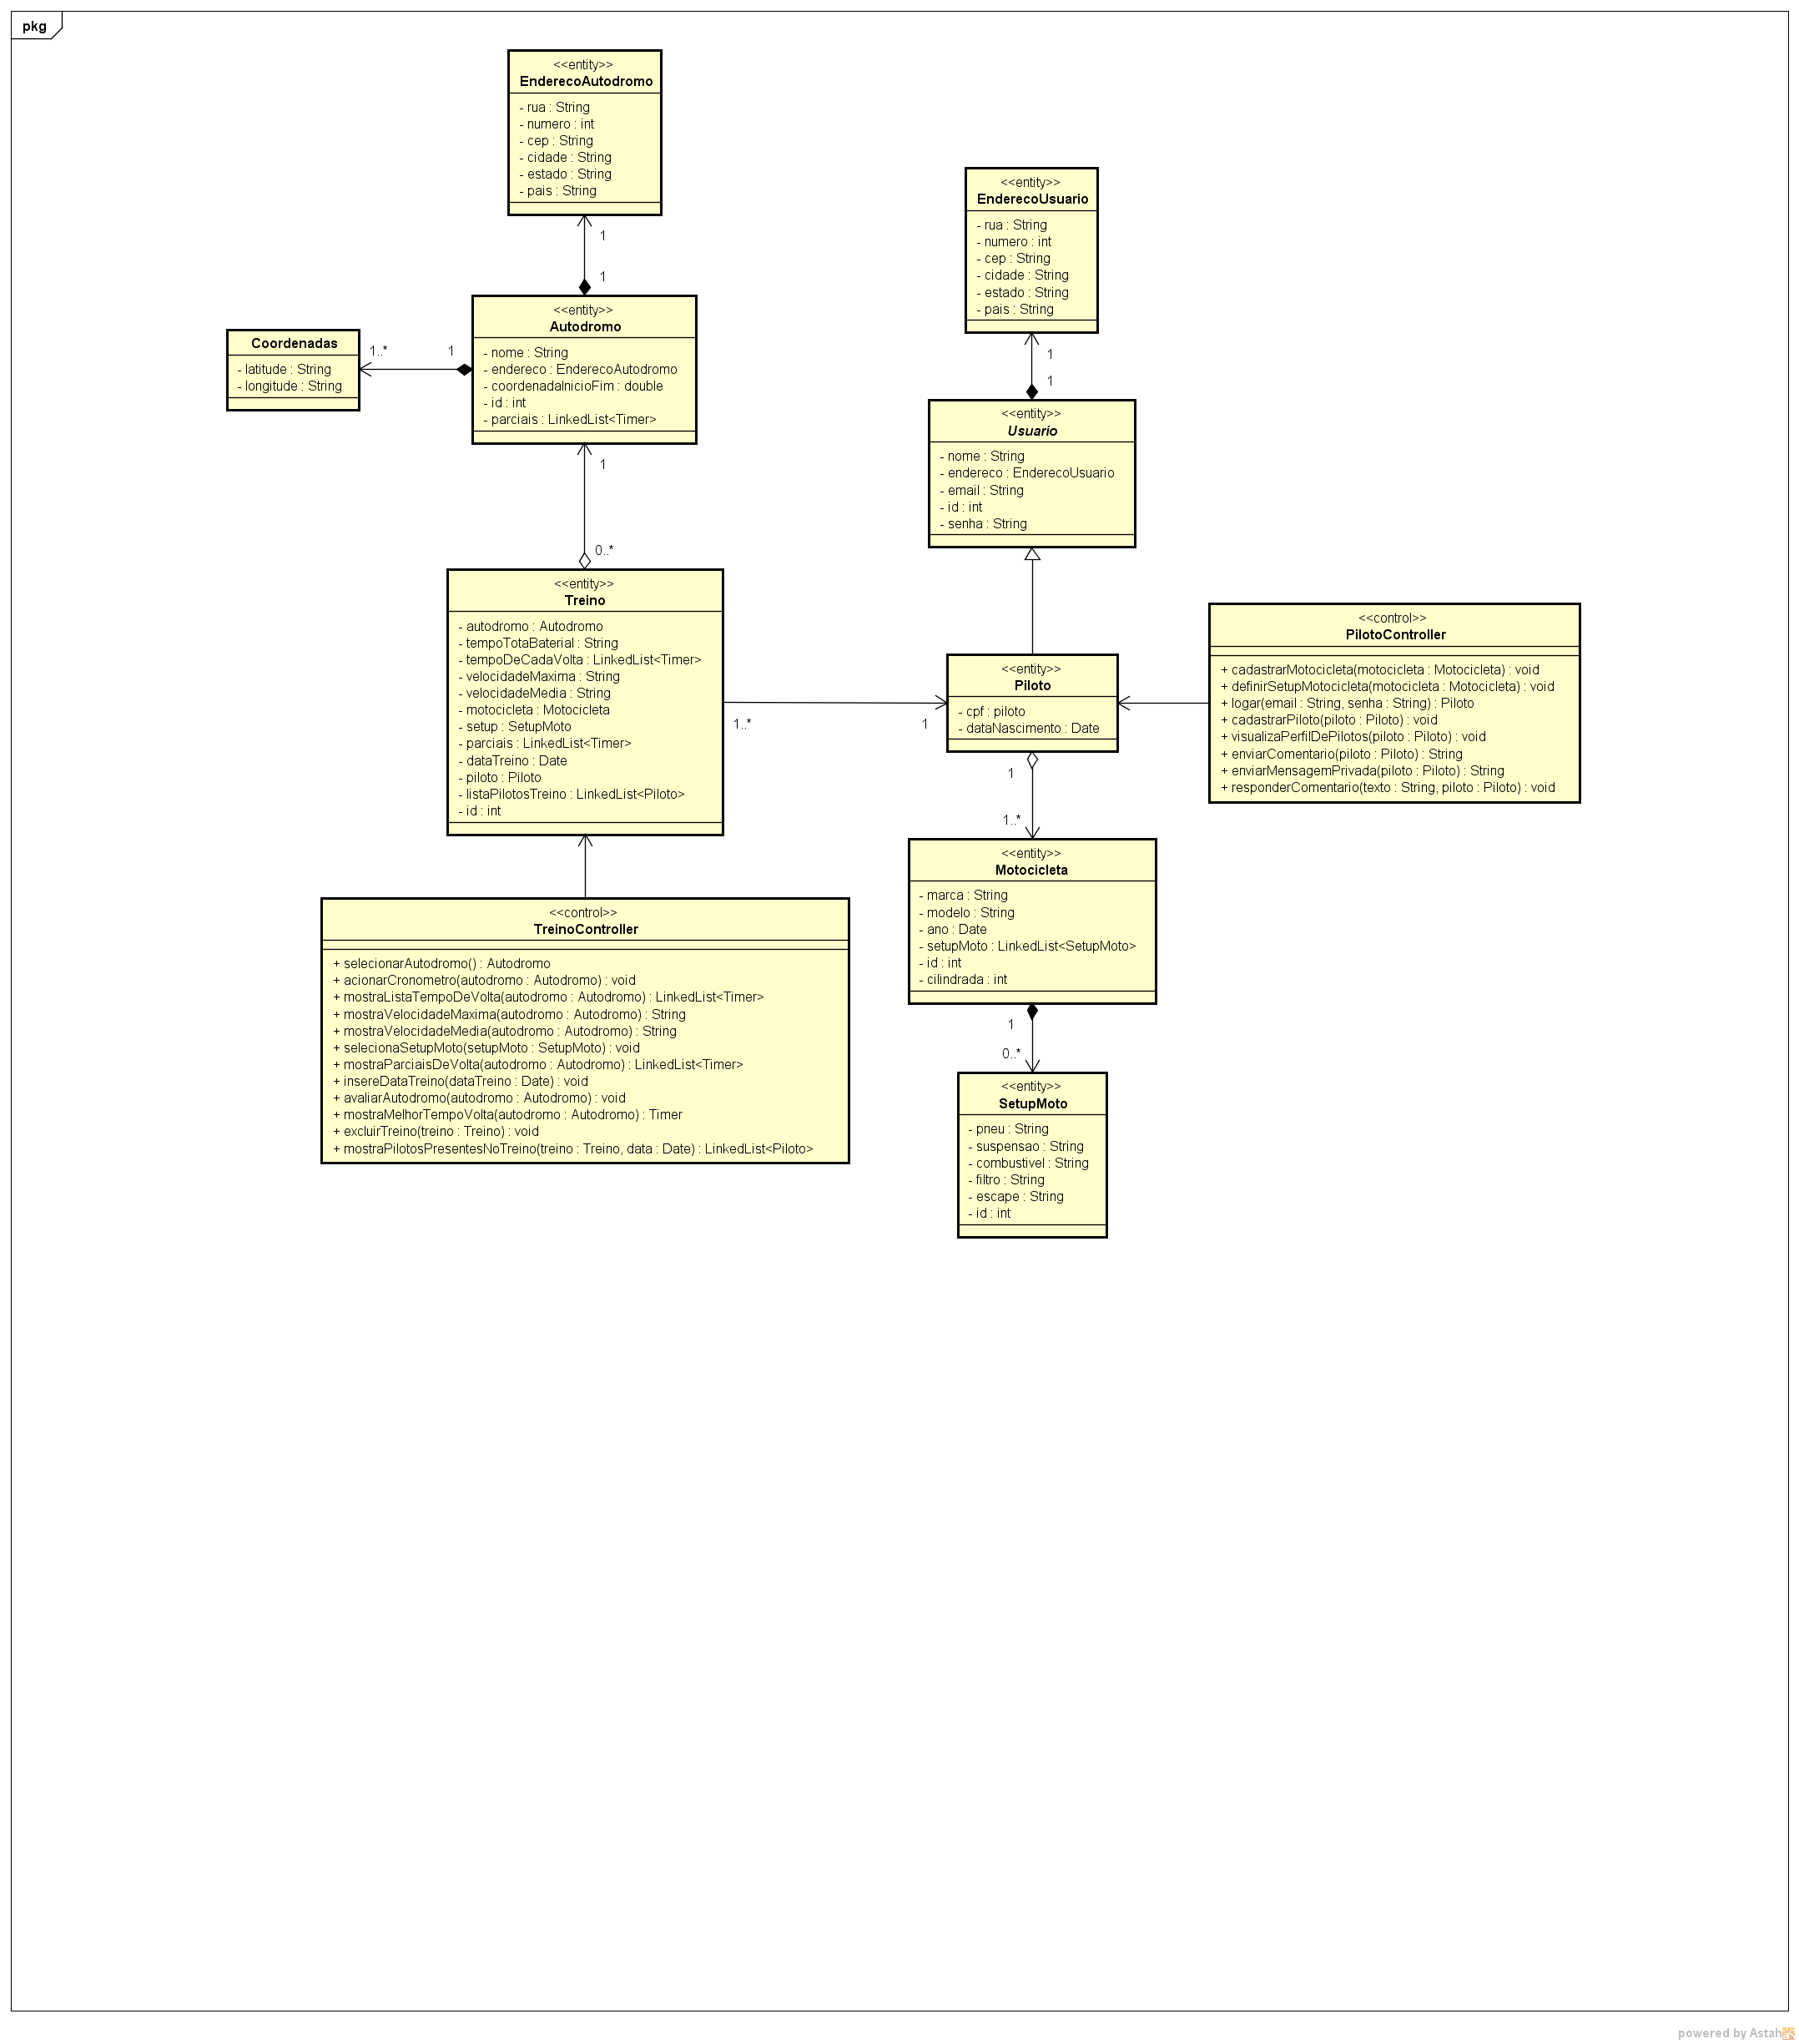 pkg
<<entity>>
EnderecoAutodromo
- rua : String
- numero : int
- cep : String
- cidade : String
- estado : String
- pais : String
1
1
<<entity>>
EnderecoUsuario
- rua : String
- numero : int
- cep : String
- cidade : String
- estado : String
- pais : String
1
1
<<entity>>
Autodromo
- nome : String
- endereco : EnderecoAutodromo
- coordenadaInicioFim : double
- id : int
- parciais : LinkedList<Timer>
Coordenadas
- latitude : String
- longitude : String
1..*
1
1
0..*
<<entity>>
Usuario
- nome : String
- endereco : EnderecoUsuario
- email : String
- id : int
- senha : String
<<entity>>
Treino
- autodromo : Autodromo
- tempoTotaBaterial : String
- tempoDeCadaVolta : LinkedList<Timer>
- velocidadeMaxima : String
- velocidadeMedia : String
- motocicleta : Motocicleta
- setup : SetupMoto
- parciais : LinkedList<Timer>
- dataTreino : Date
- piloto : Piloto
- listaPilotosTreino : LinkedList<Piloto>
- id : int
1..*
1
<<entity>>
Piloto
- cpf : piloto
- dataNascimento : Date
<<control>>
PilotoController
+ cadastrarMotocicleta(motocicleta : Motocicleta) : void
+ definirSetupMotocicleta(motocicleta : Motocicleta) : void
+ logar(email : String, senha : String) : Piloto
+ cadastrarPiloto(piloto : Piloto) : void
+ visualizaPerfilDePilotos(piloto : Piloto) : void
+ enviarComentario(piloto : Piloto) : String
+ enviarMensagemPrivada(piloto : Piloto) : String
+ responderComentario(texto : String, piloto : Piloto) : void
1
1..*
<<entity>>
Motocicleta
- marca : String
- modelo : String
- ano : Date
- setupMoto : LinkedList<SetupMoto>
- id : int
- cilindrada : int
<<control>>
TreinoController
+ selecionarAutodromo() : Autodromo
+ acionarCronometro(autodromo : Autodromo) : void
+ mostraListaTempoDeVolta(autodromo : Autodromo) : LinkedList<Timer>
+ mostraVelocidadeMaxima(autodromo : Autodromo) : String
+ mostraVelocidadeMedia(autodromo : Autodromo) : String
+ selecionaSetupMoto(setupMoto : SetupMoto) : void
+ mostraParciaisDeVolta(autodromo : Autodromo) : LinkedList<Timer>
+ insereDataTreino(dataTreino : Date) : void
+ avaliarAutodromo(autodromo : Autodromo) : void
+ mostraMelhorTempoVolta(autodromo : Autodromo) : Timer
+ excluirTreino(treino : Treino) : void
+ mostraPilotosPresentesNoTreino(treino : Treino, data : Date) : LinkedList<Piloto>
1
0..*
<<entity>>
SetupMoto
- pneu : String
- suspensao : String
- combustivel : String
- filtro : String
- escape : String
- id : int
powered by Astah